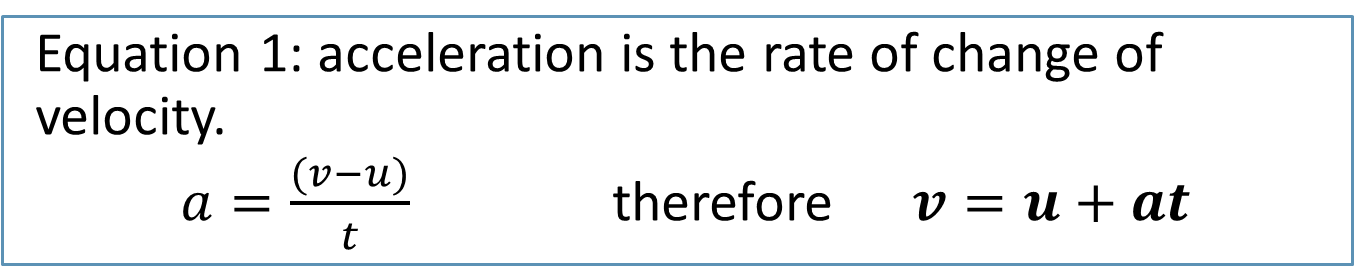 Equation 1: acceleration is the rate of change of
velocity.
a = (v−u)/t therefore v = u + at